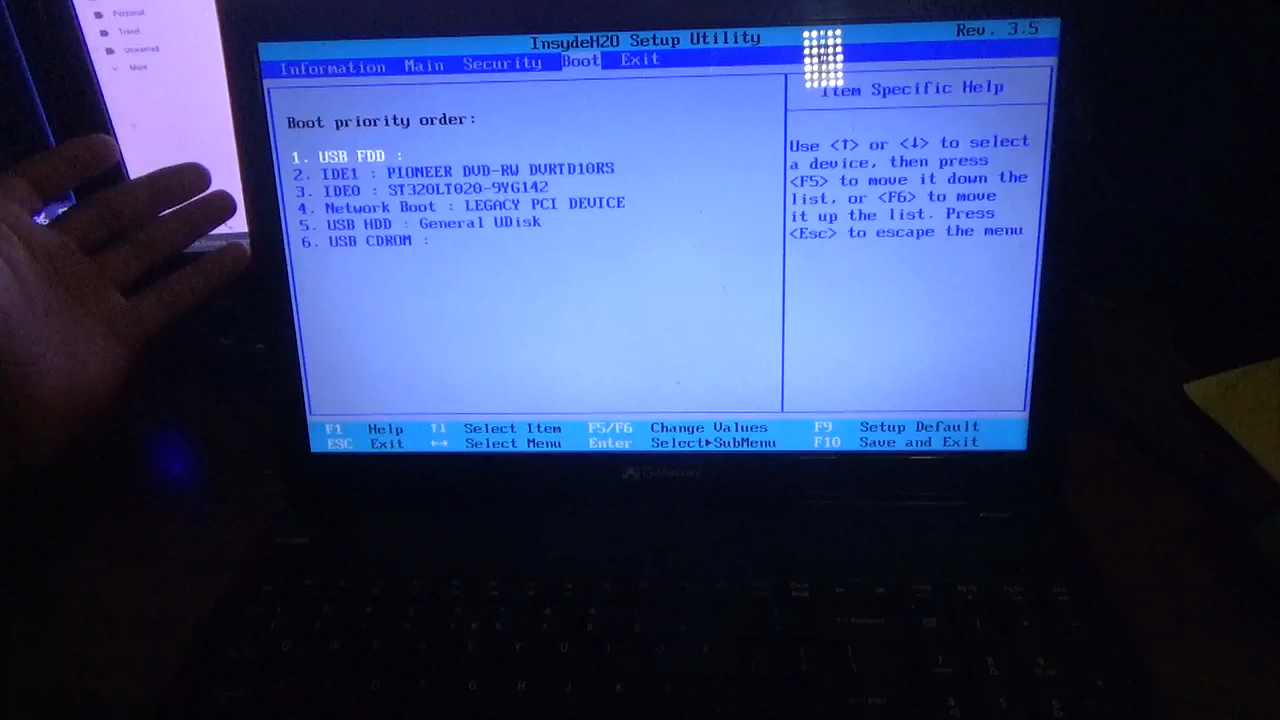 Personal
Travel
Unwanted
More
InsydeH2O Setup Utility
Rev. 3.5
Information Main Security Boot Exit
Item Specific Help
Boot priority order:
1. USB FDD :
2. IDE1 : PIONEER DVD-RW DVRTD10RS
3. IDE0 : ST320LT020-9YG142
4. Network Boot : LEGACY PCI DEVICE
5. USB HDD : General UDisk
6. USB CDROM :
Use <↑> or <↓> to select
a device, then press
<F5> to move it down the
list, or <F6> to move
it up the list. Press
<Esc> to escape the menu
F1 Help ↑↓ Select Item F5/F6 Change Values F9 Setup Default
ESC Exit ↔ Select Menu Enter Select▶SubMenu F10 Save and Exit
Gateway